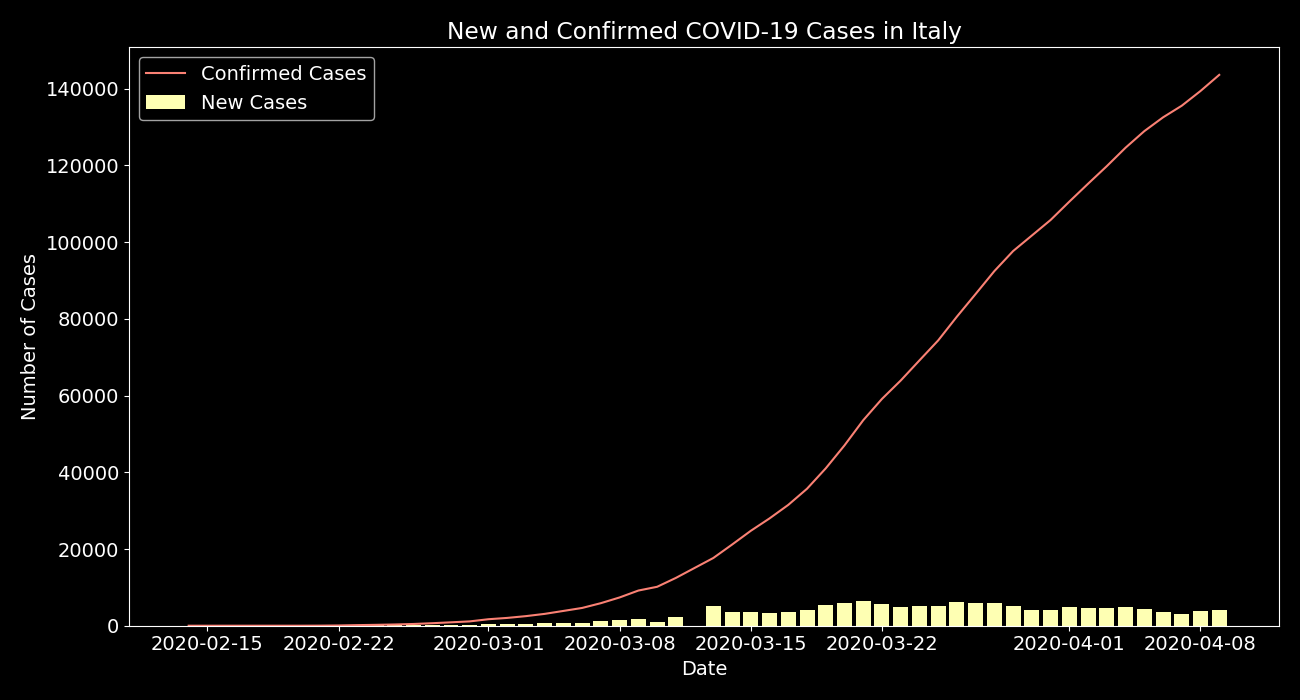 New and Confirmed COVID-19 Cases in Italy
Confirmed Cases
New Cases
140000
120000
100000
80000
60000
40000
20000
0
Number of Cases
2020-02-15 2020-02-22 2020-03-01 2020-03-08 2020-03-15 2020-03-22 2020-04-01 2020-04-08
Date